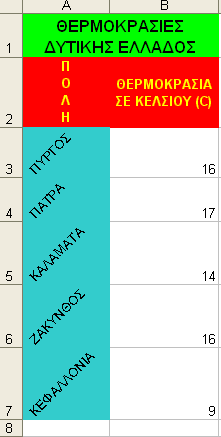 A B
1 ΘΕΡΜΟΚΡΑΣΙΕΣ
ΔΥΤΙΚΗΣ ΕΛΛΑΔΟΣ
2 ΠΟΛΗ ΘΕΡΜΟΚΡΑΣΙΑ
ΣΕ ΚΕΛΣΙΟΥ (C)
3 ΠΥΡΓΟΣ 16
4 ΠΑΤΡΑ 17
5 ΚΑΛΑΜΑΤΑ 14
6 ΖΑΚΥΝΘΟΣ 16
7 ΚΕΦΑΛΛΟΝΙΑ 9
8